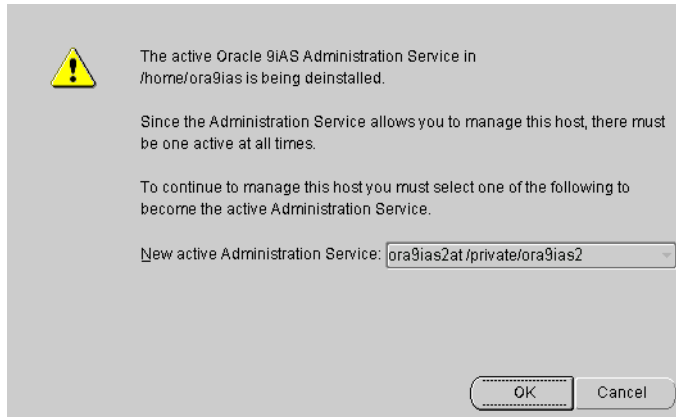 The active Oracle 9iAS Administration Service in
/home/ora9ias is being deinstalled.
Since the Administration Service allows you to manage this host, there must
be one active at all times.
To continue to manage this host you must select one of the following to
become the active Administration Service.
New active Administration Service: ora9ias2at /private/ora9ias2
OK Cancel